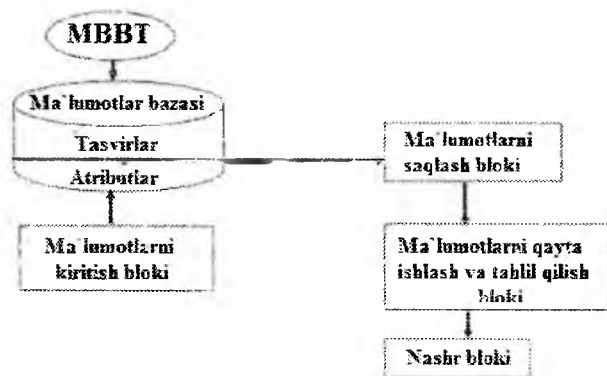 MBBT
Ma`lumotlar bazasi
Tasvirlar
Atributlar
Ma`lumotlarni
kiritish bloki
Ma`lumotlarni
saqlash bloki
Ma`lumotlarni qayta
ishlash va tahlil qilish
bloki
Nashr bloki